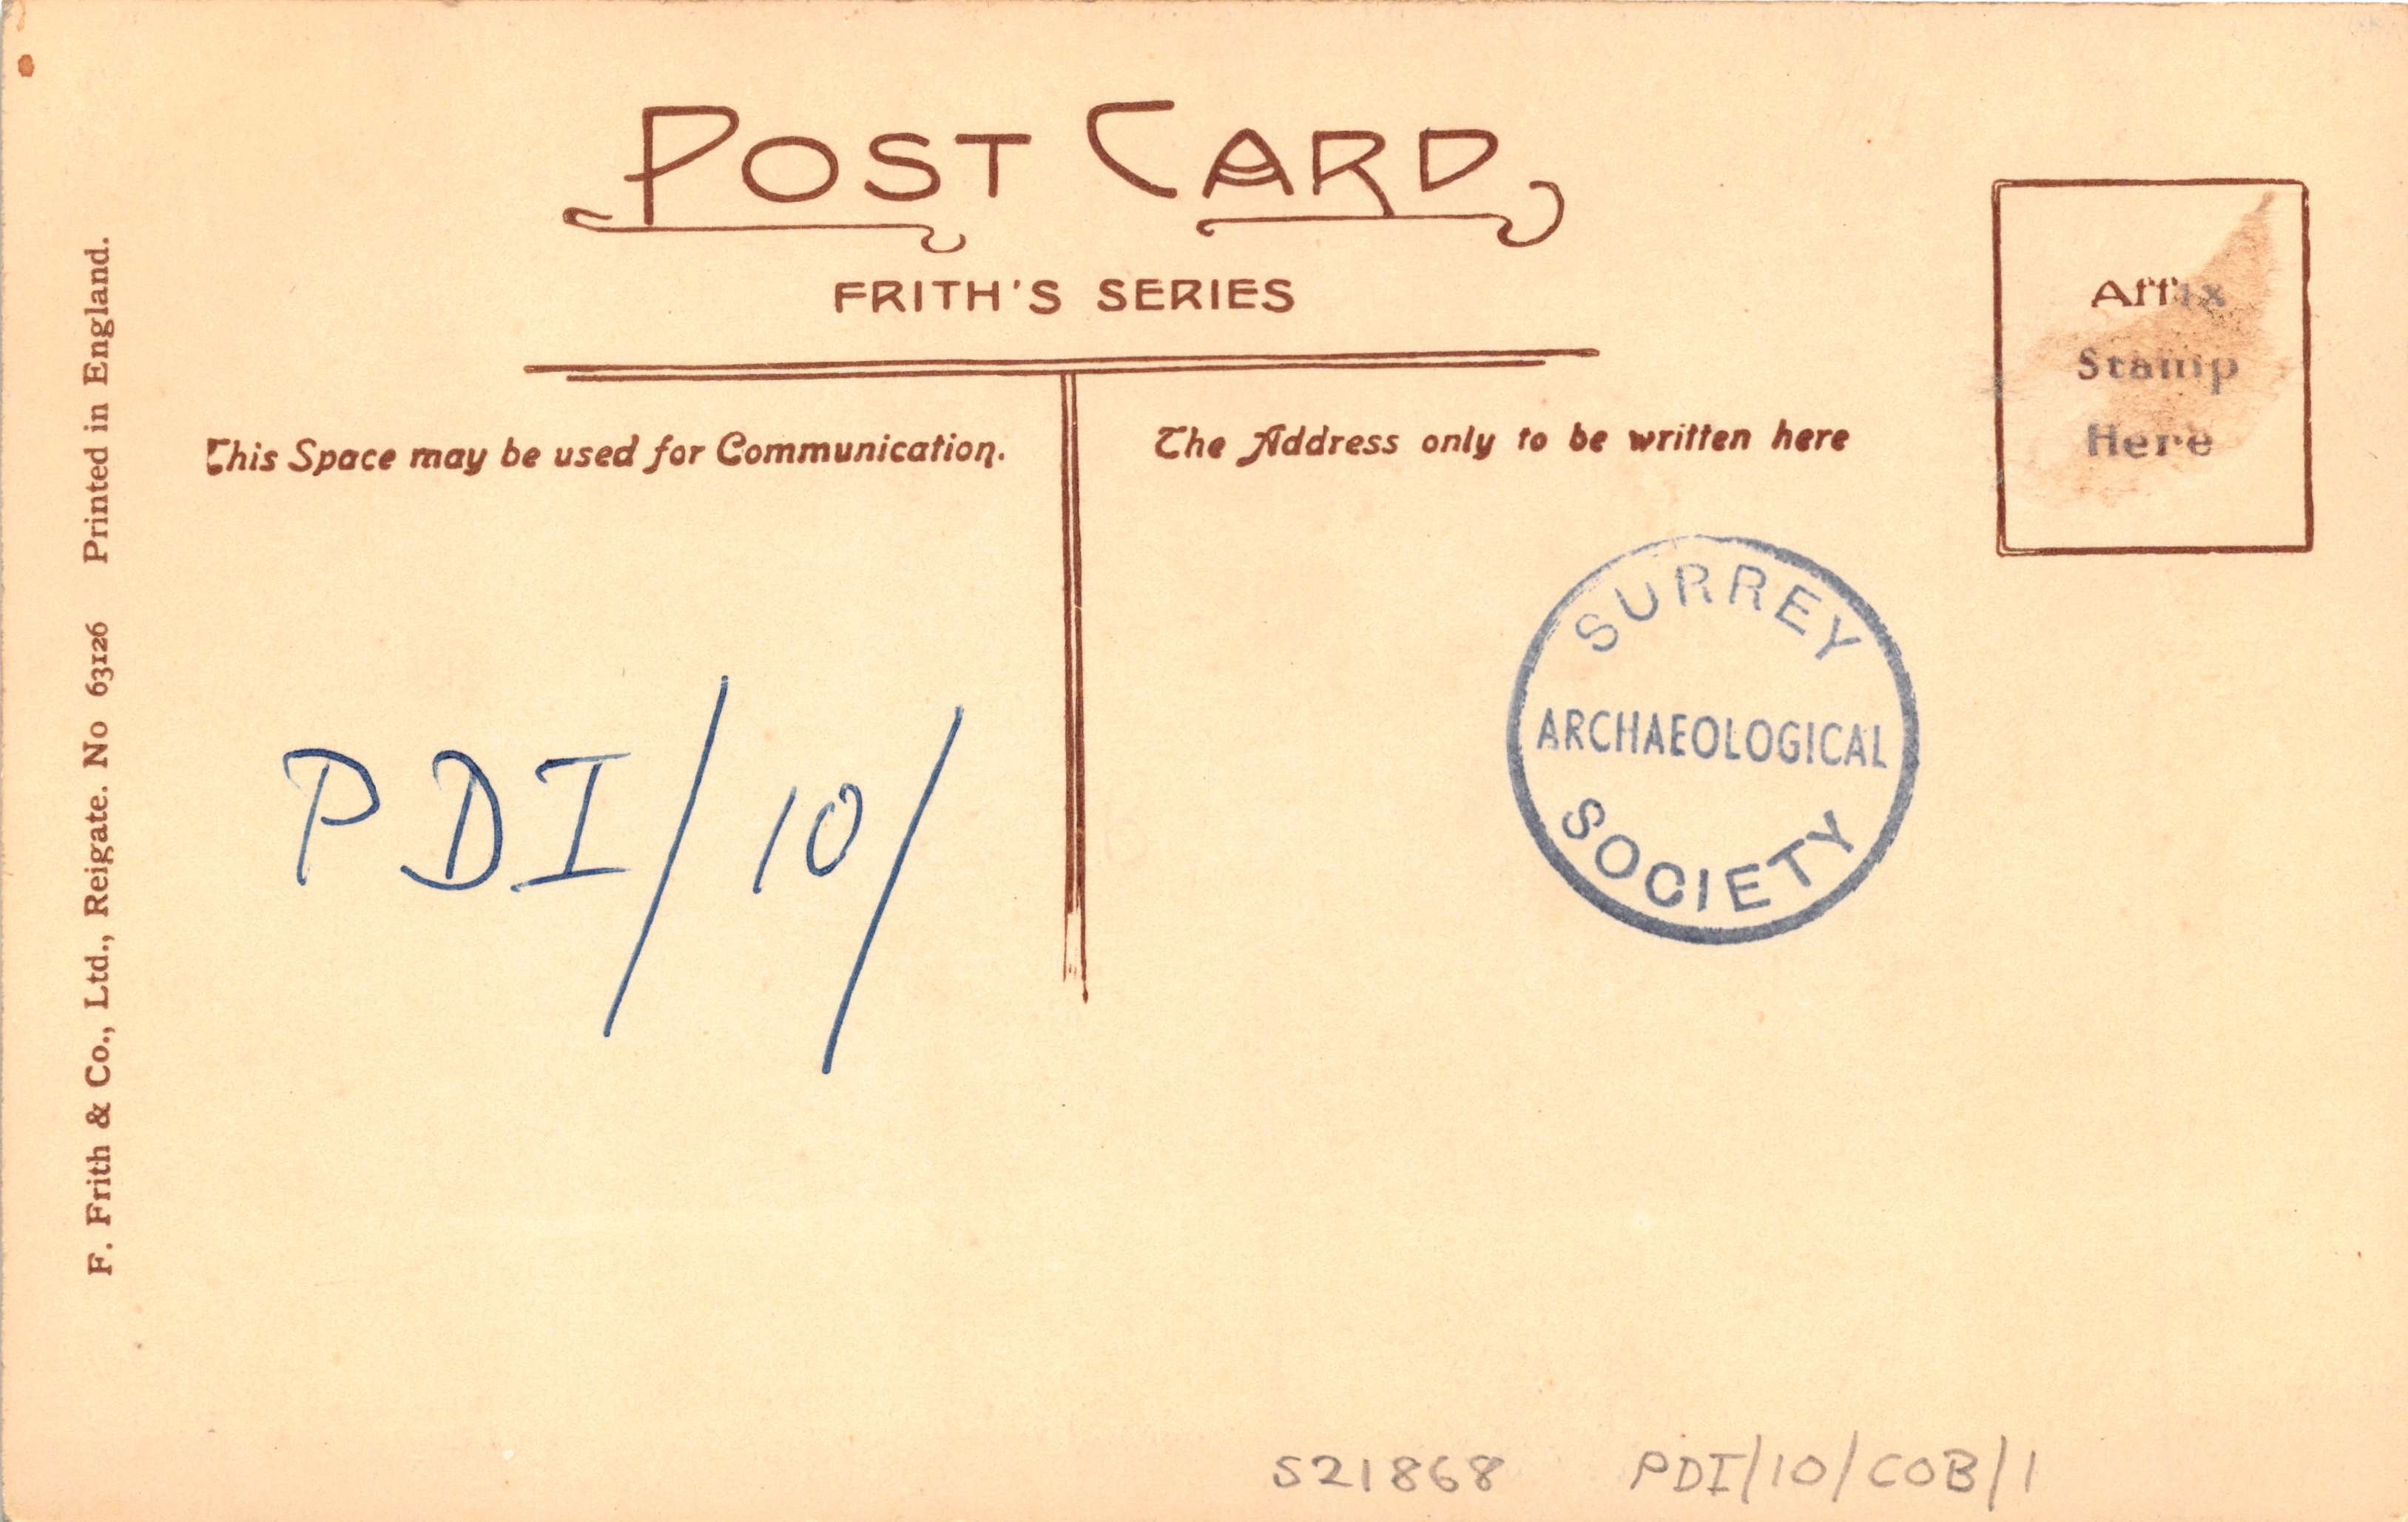 POST CARD
FRITH'S SERIES
This Space may be used for Communication.
The Address only to be written here
Affix
Stamp
Here
F. Frith & Co., Ltd., Reigate. No 63126 Printed in England.
PDI/10/
SURREY
ARCHAEOLOGICAL
SOCIETY
S21868 PDI/10/COB/1